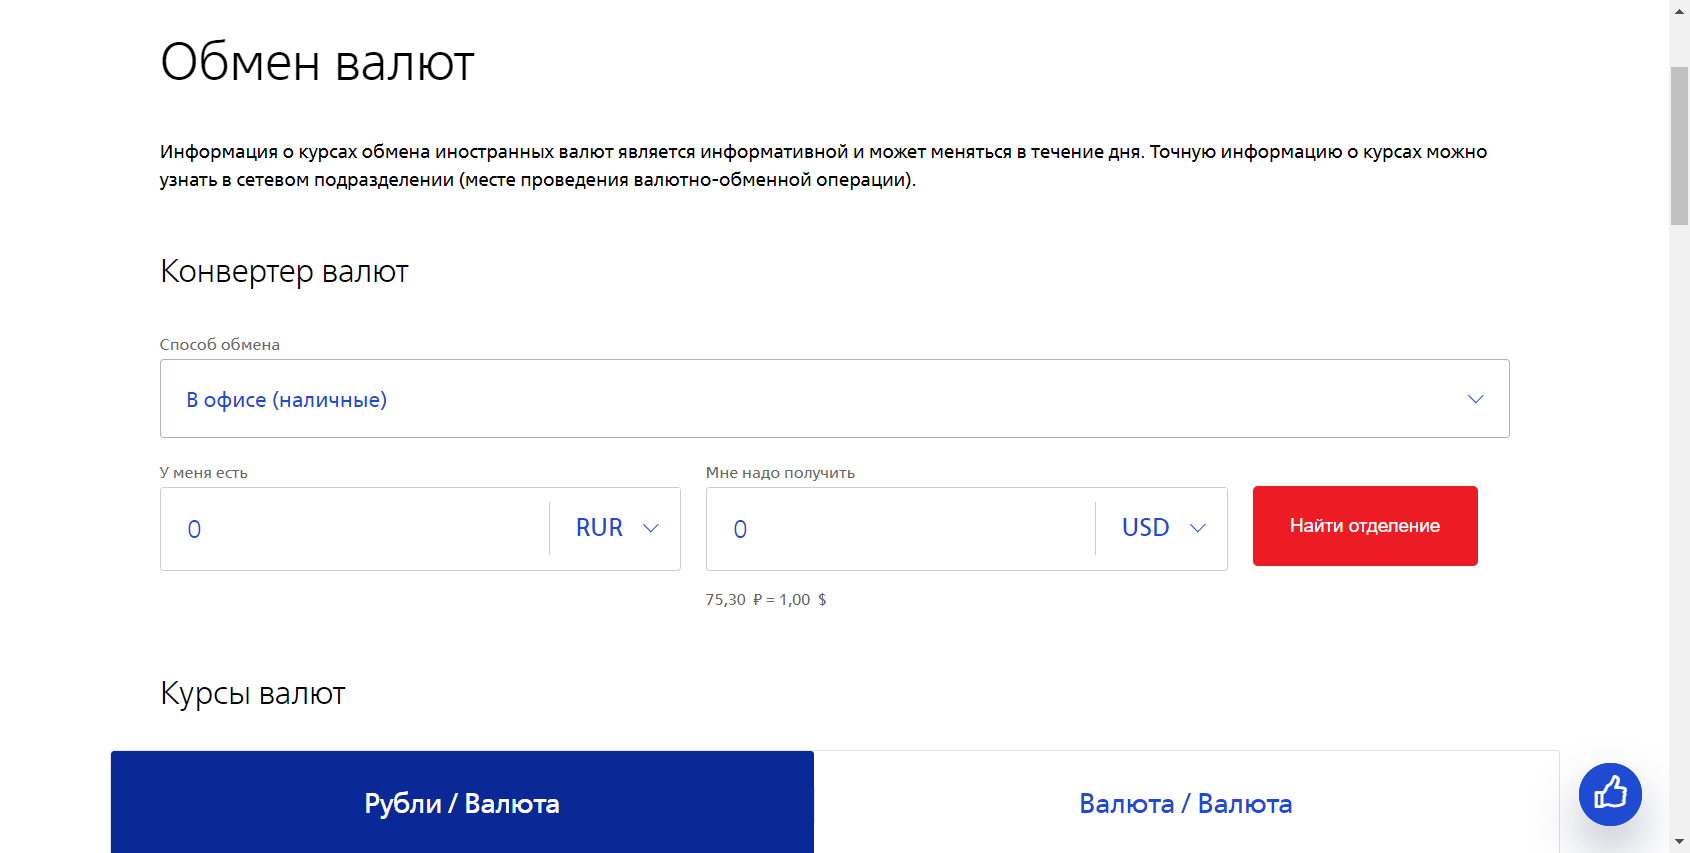 Обмен валют
Информация о курсах обмена иностранных валют является информативной и может меняться в течение дня. Точную информацию о курсах можно
узнать в сетевом подразделении (месте проведения валютно-обменной операции).
Конвертер валют
Способ обмена
В офисе (наличные)
У меня есть
Мне надо получить
0 RUR
0 USD
Найти отделение
75,30 ₽ = 1,00 $
Курсы валют
Рубли / Валюта
Валюта / Валюта